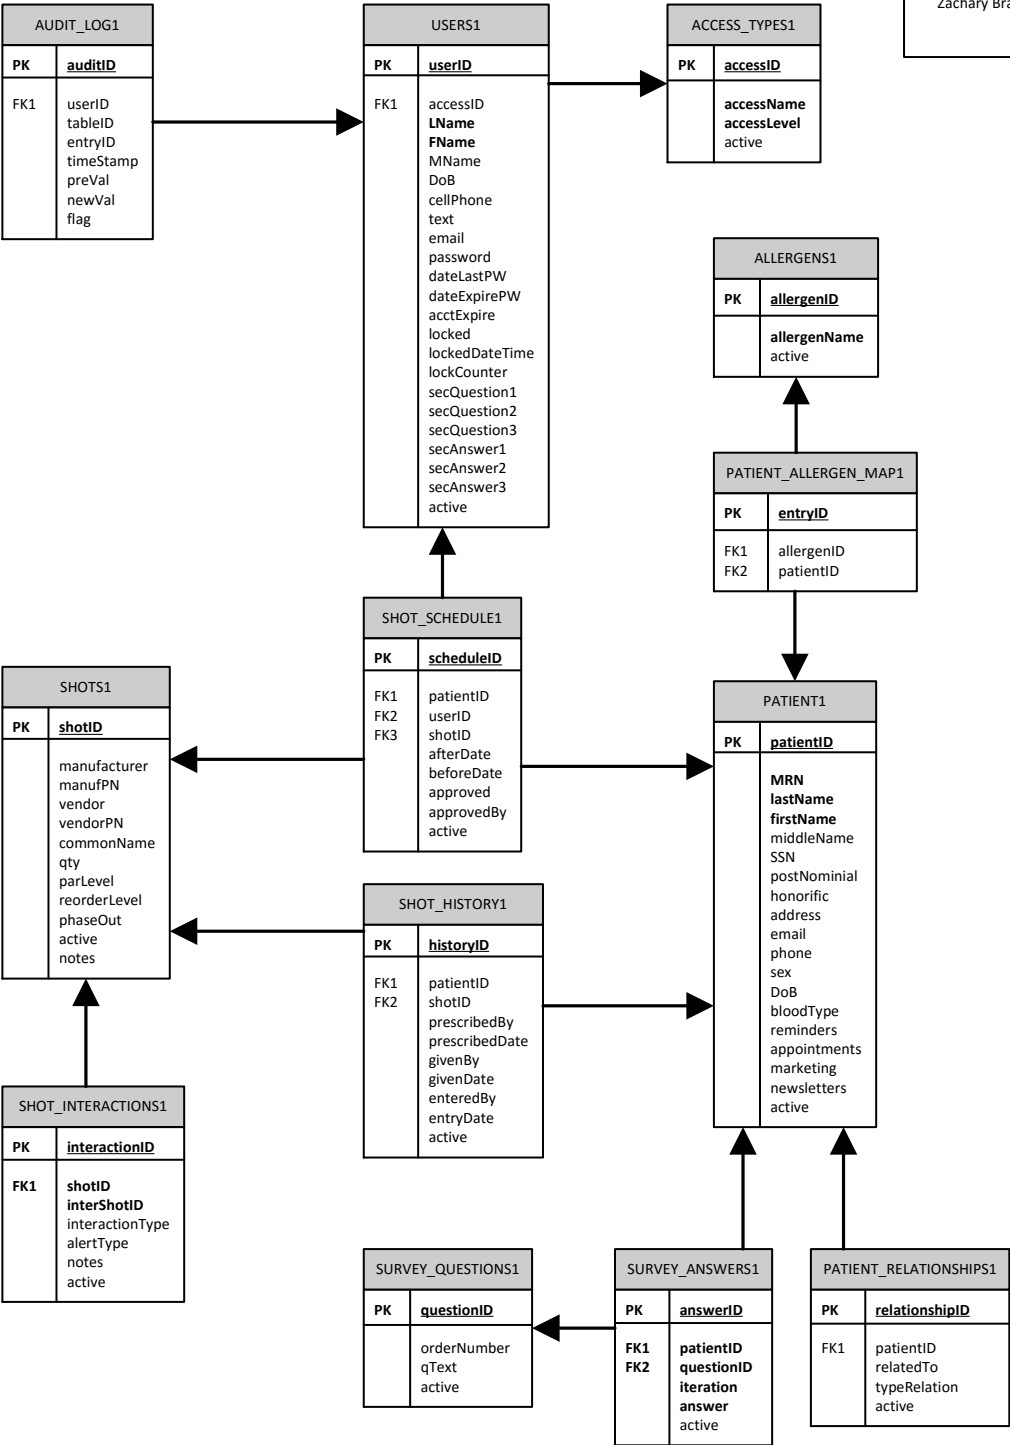 Zachary
AUDIT_LOG1
PK auditID
FK1 userID
tableID
entryID
timeStamp
preVal
newVal
flag
USERS1
PK userID
FK1 accessID
LName
FName
MName
DoB
cellPhone
text
email
password
dateLastPW
dateExpirePW
acctExpire
locked
lockedDateTime
lockCounter
secQuestion1
secQuestion2
secQuestion3
secAnswer1
secAnswer2
secAnswer3
active
ACCESS_TYPES1
PK accessID
accessName
accessLevel
active
ALLERGENS1
PK allergenID
allergenName
active
PATIENT_ALLERGEN_MAP1
PK entryID
FK1 allergenID
FK2 patientID
SHOT_SCHEDULE1
PK scheduleID
FK1 patientID
FK2 userID
FK3 shotID
afterDate
beforeDate
approved
approvedBy
active
SHOTS1
PK shotID
manufacturer
manufPN
vendor
vendorPN
commonName
qty
parLevel
reorderLevel
phaseOut
active
notes
PATIENT1
PK patientID
MRN
lastName
firstName
middleName
SSN
postNominial
honorific
address
email
phone
sex
DoB
bloodType
reminders
appointments
marketing
newsletters
active
SHOT_HISTORY1
PK historyID
FK1 patientID
FK2 shotID
prescribedBy
prescribedDate
givenBy
givenDate
enteredBy
entryDate
active
SHOT_INTERACTIONS1
PK interactionID
FK1 shotID
interShotID
interactionType
alertType
notes
active
SURVEY_QUESTIONS1
PK questionID
orderNumber
qText
active
SURVEY_ANSWERS1
PK answerID
FK1 patientID
FK2 questionID
iteration
answer
active
PATIENT_RELATIONSHIPS1
PK relationshipID
FK1 patientID
relatedTo
typeRelation
active